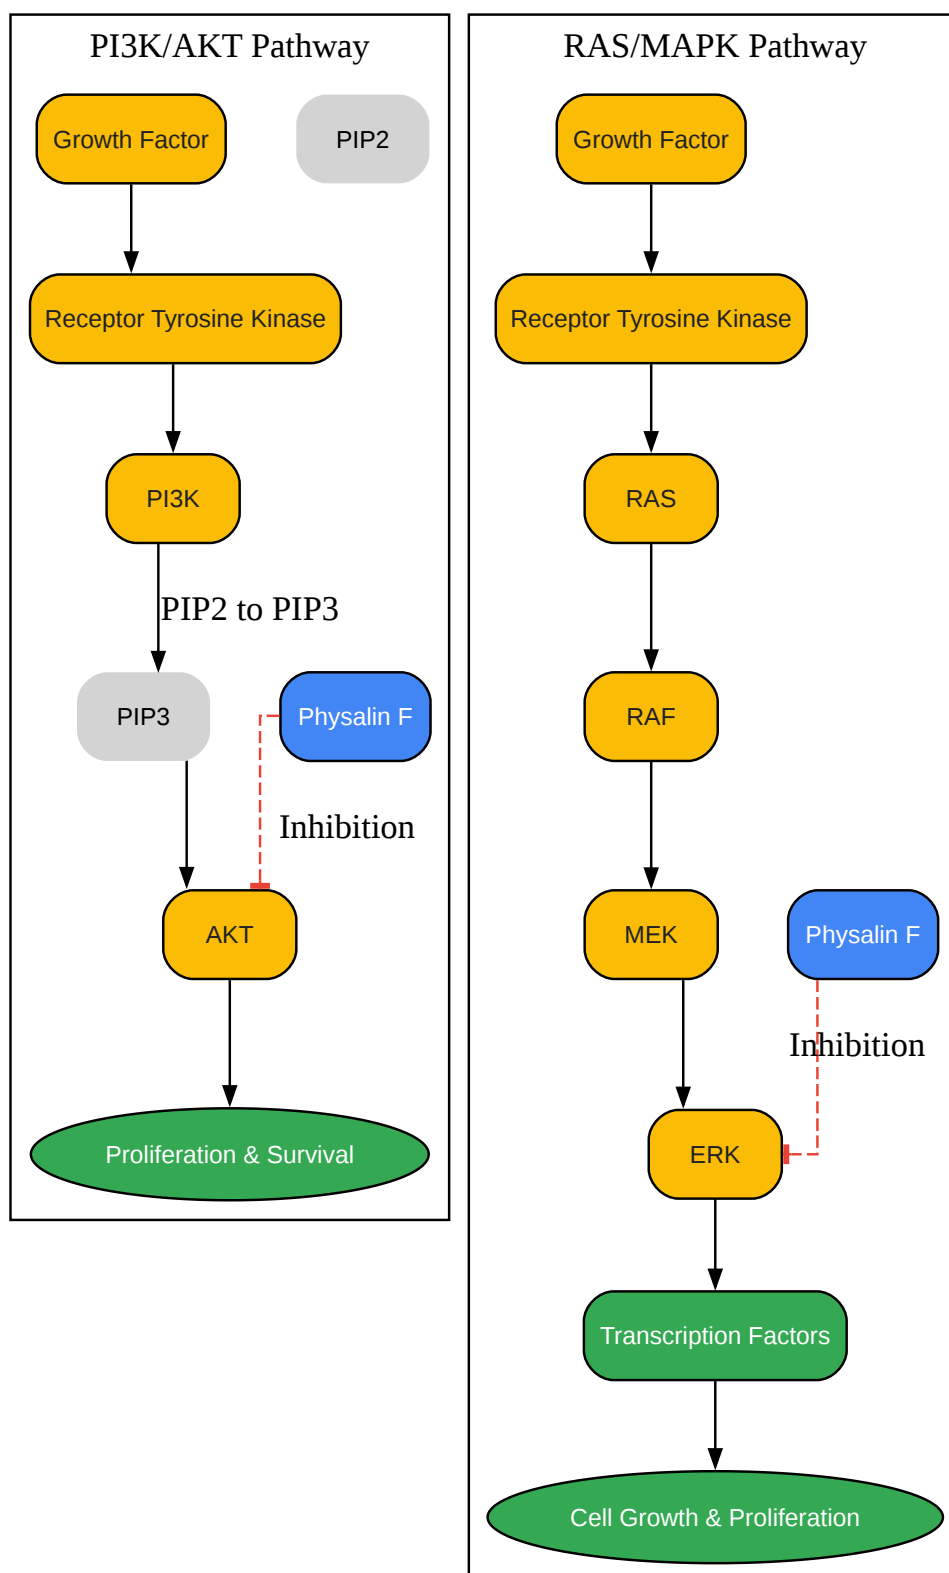 PI3K/AKT Pathway
Growth Factor
PIP2
Receptor Tyrosine Kinase
PI3K
PIP2 to PIP3
PIP3
Physalin F
Inhibition
AKT
Proliferation & Survival
RAS/MAPK Pathway
Growth Factor
Receptor Tyrosine Kinase
RAS
RAF
MEK
Physalin F
Inhibition
ERK
Transcription Factors
Cell Growth & Proliferation